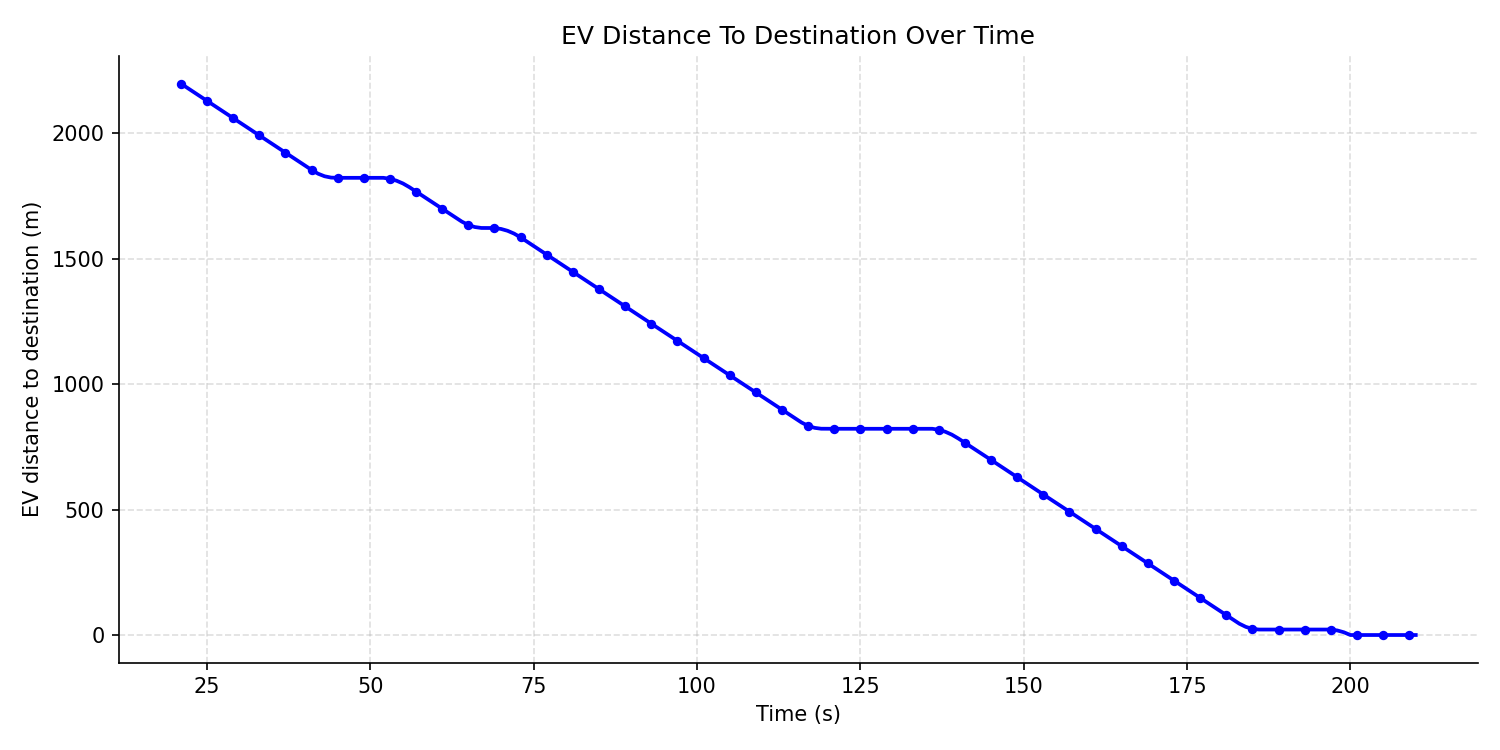 EV Distance To Destination Over Time
EV distance to destination (m)
2000
1500
1000
500
0
25 50 75 100 125 150 175 200
Time (s)